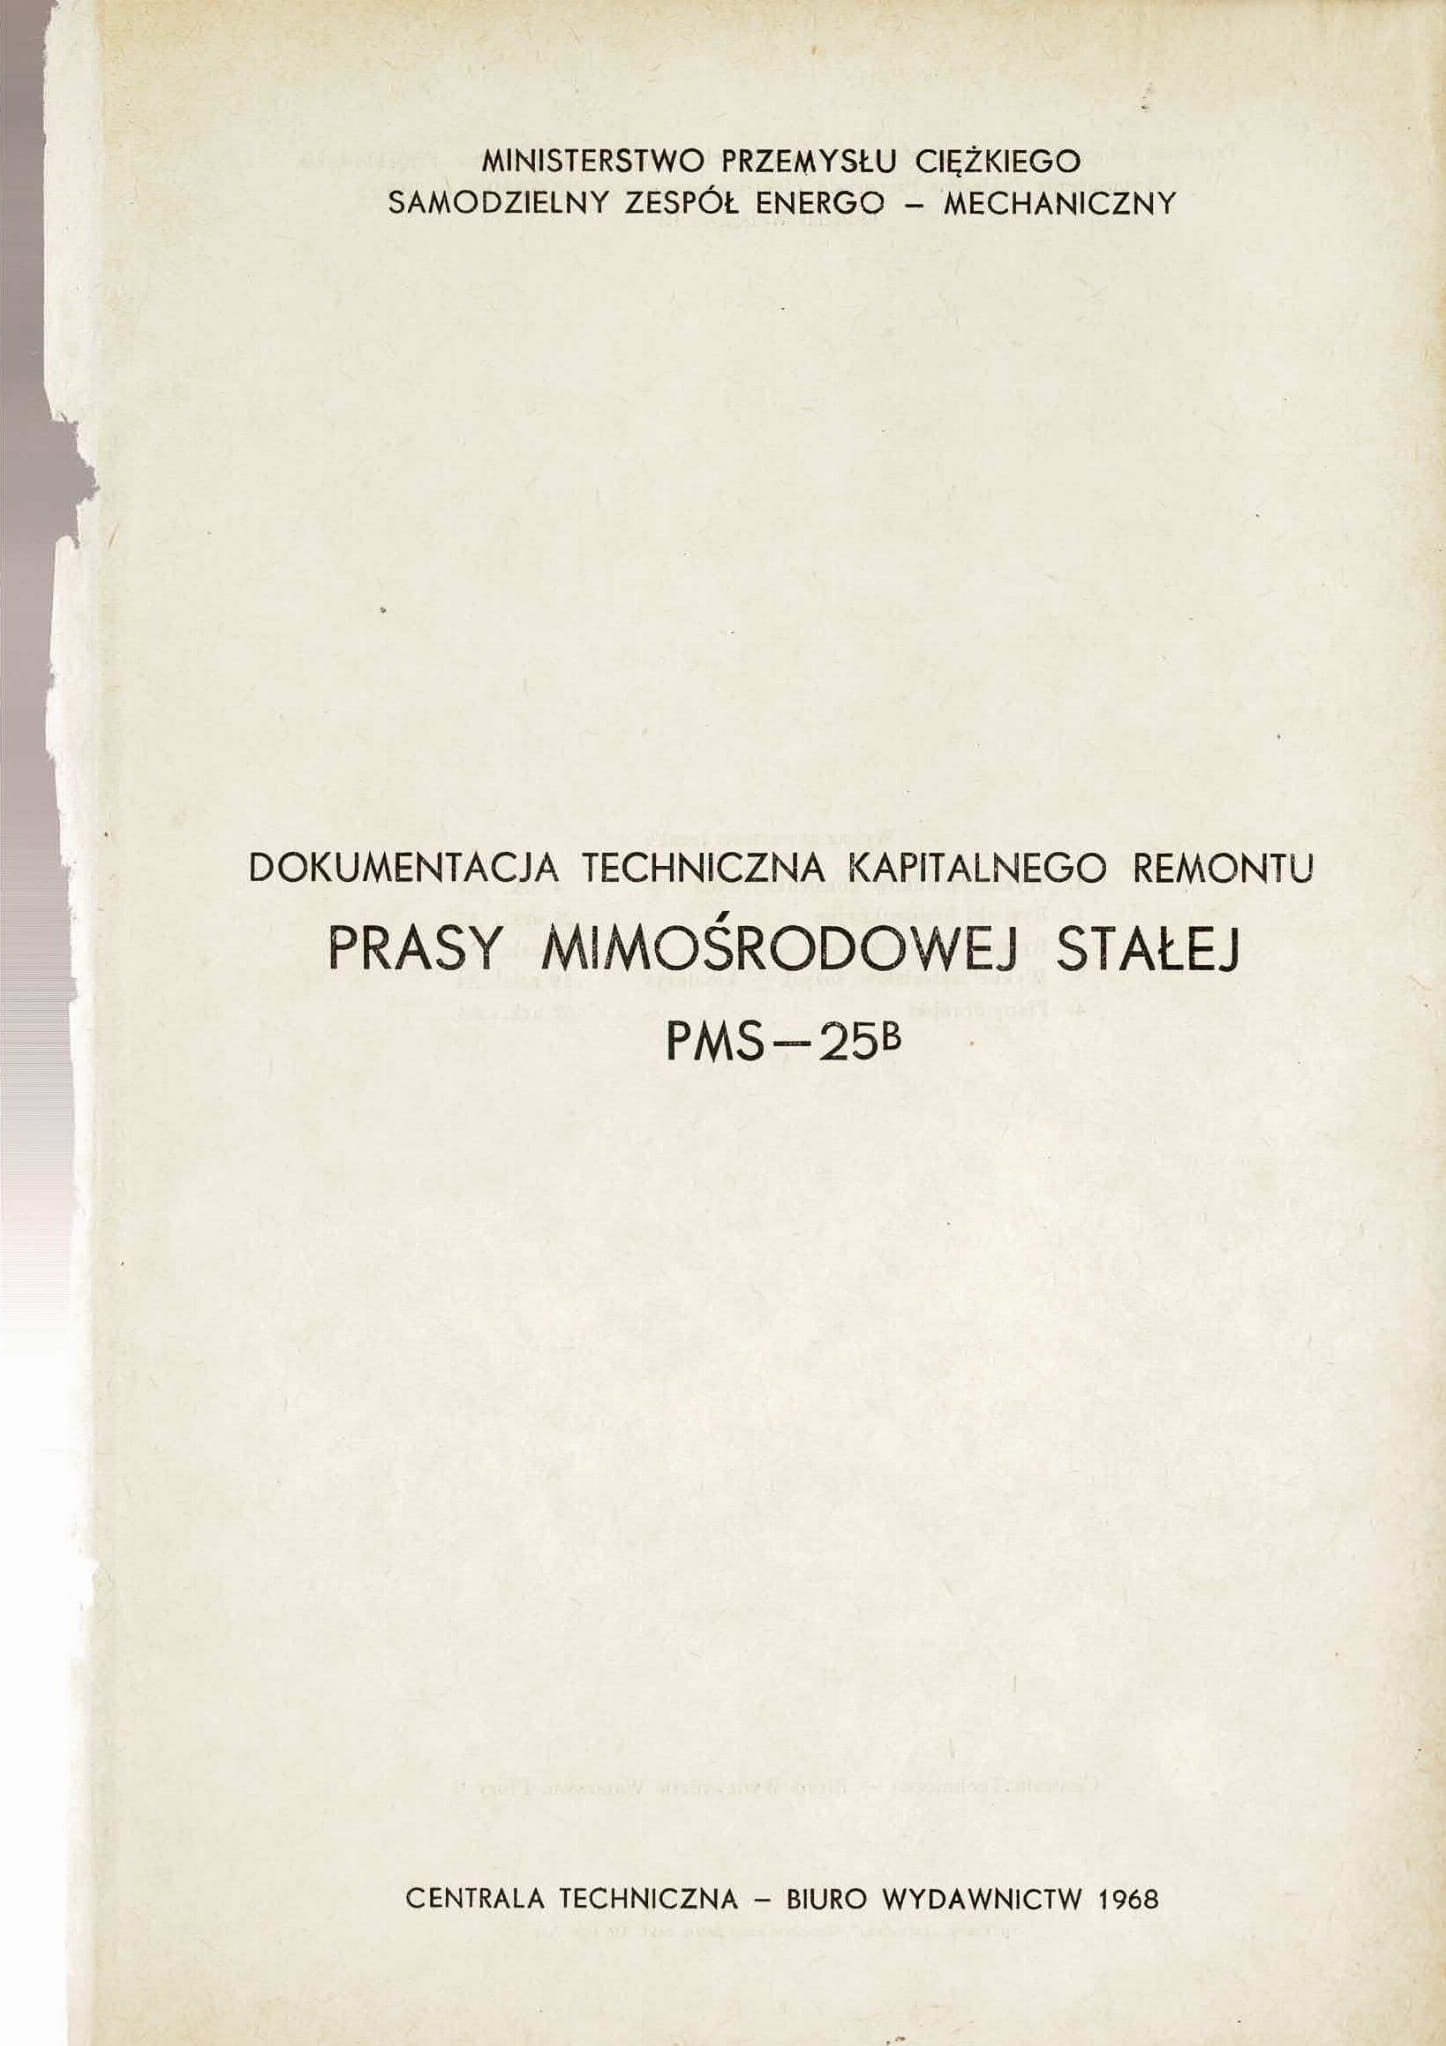 MINISTERSTWO PRZEMYSŁU CIĘŻKIEGO
SAMODZIELNY ZESPÓŁ ENERGO – MECHANICZNY
DOKUMENTACJA TECHNICZNA KAPITALNEGO REMONTU
PRASY MIMOŚRODOWEJ STAŁEJ
PMS – 25B
CENTRALA TECHNICZNA – BIURO WYDAWNICTW 1968